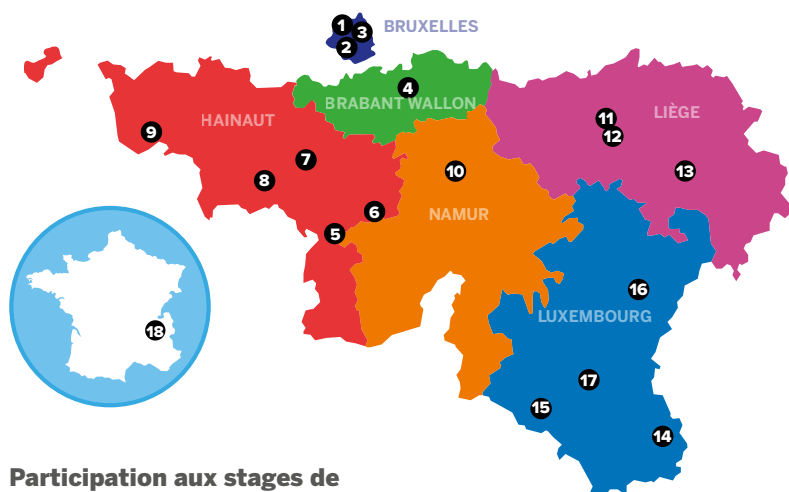 1
3
BRUXELLES
2
4
BRABANT WALLON
HAINAUT
11
LIÈGE
9
12
7
10
13
8
6
NAMUR
5
16
18
LUXEMBOURG
17
15
14
Participation aux stages de